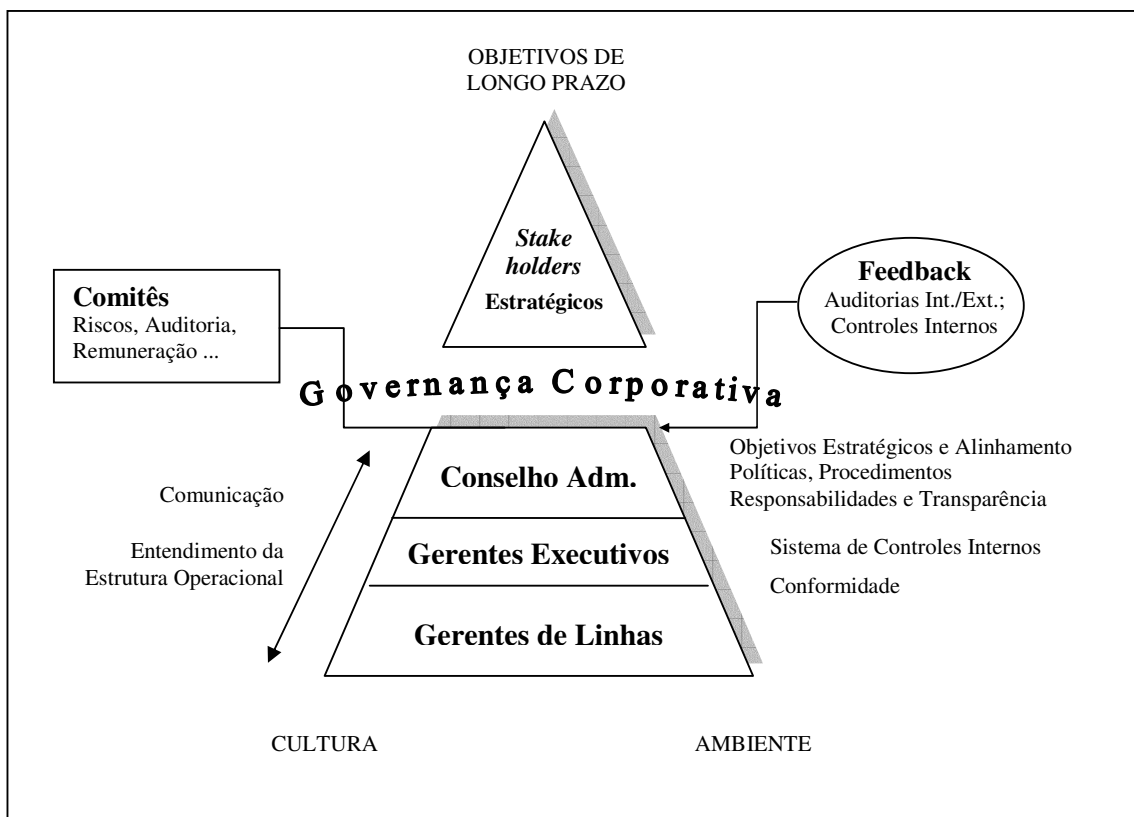 OBJETIVOS DE
LONGO PRAZO
Stake
holders
Estratégicos
Comitês
Riscos, Auditoria,
Remuneração ...
Feedback
Auditorias Int./Ext.;
Controles Internos
Governança Corporativa
Conselho Adm.
Gerentes Executivos
Gerentes de Linhas
Comunicação
Entendimento da
Estrutura Operacional
Objetivos Estratégicos e Alinhamento
Políticas, Procedimentos
Responsabilidades e Transparência
Sistema de Controles Internos
Conformidade
CULTURA
AMBIENTE